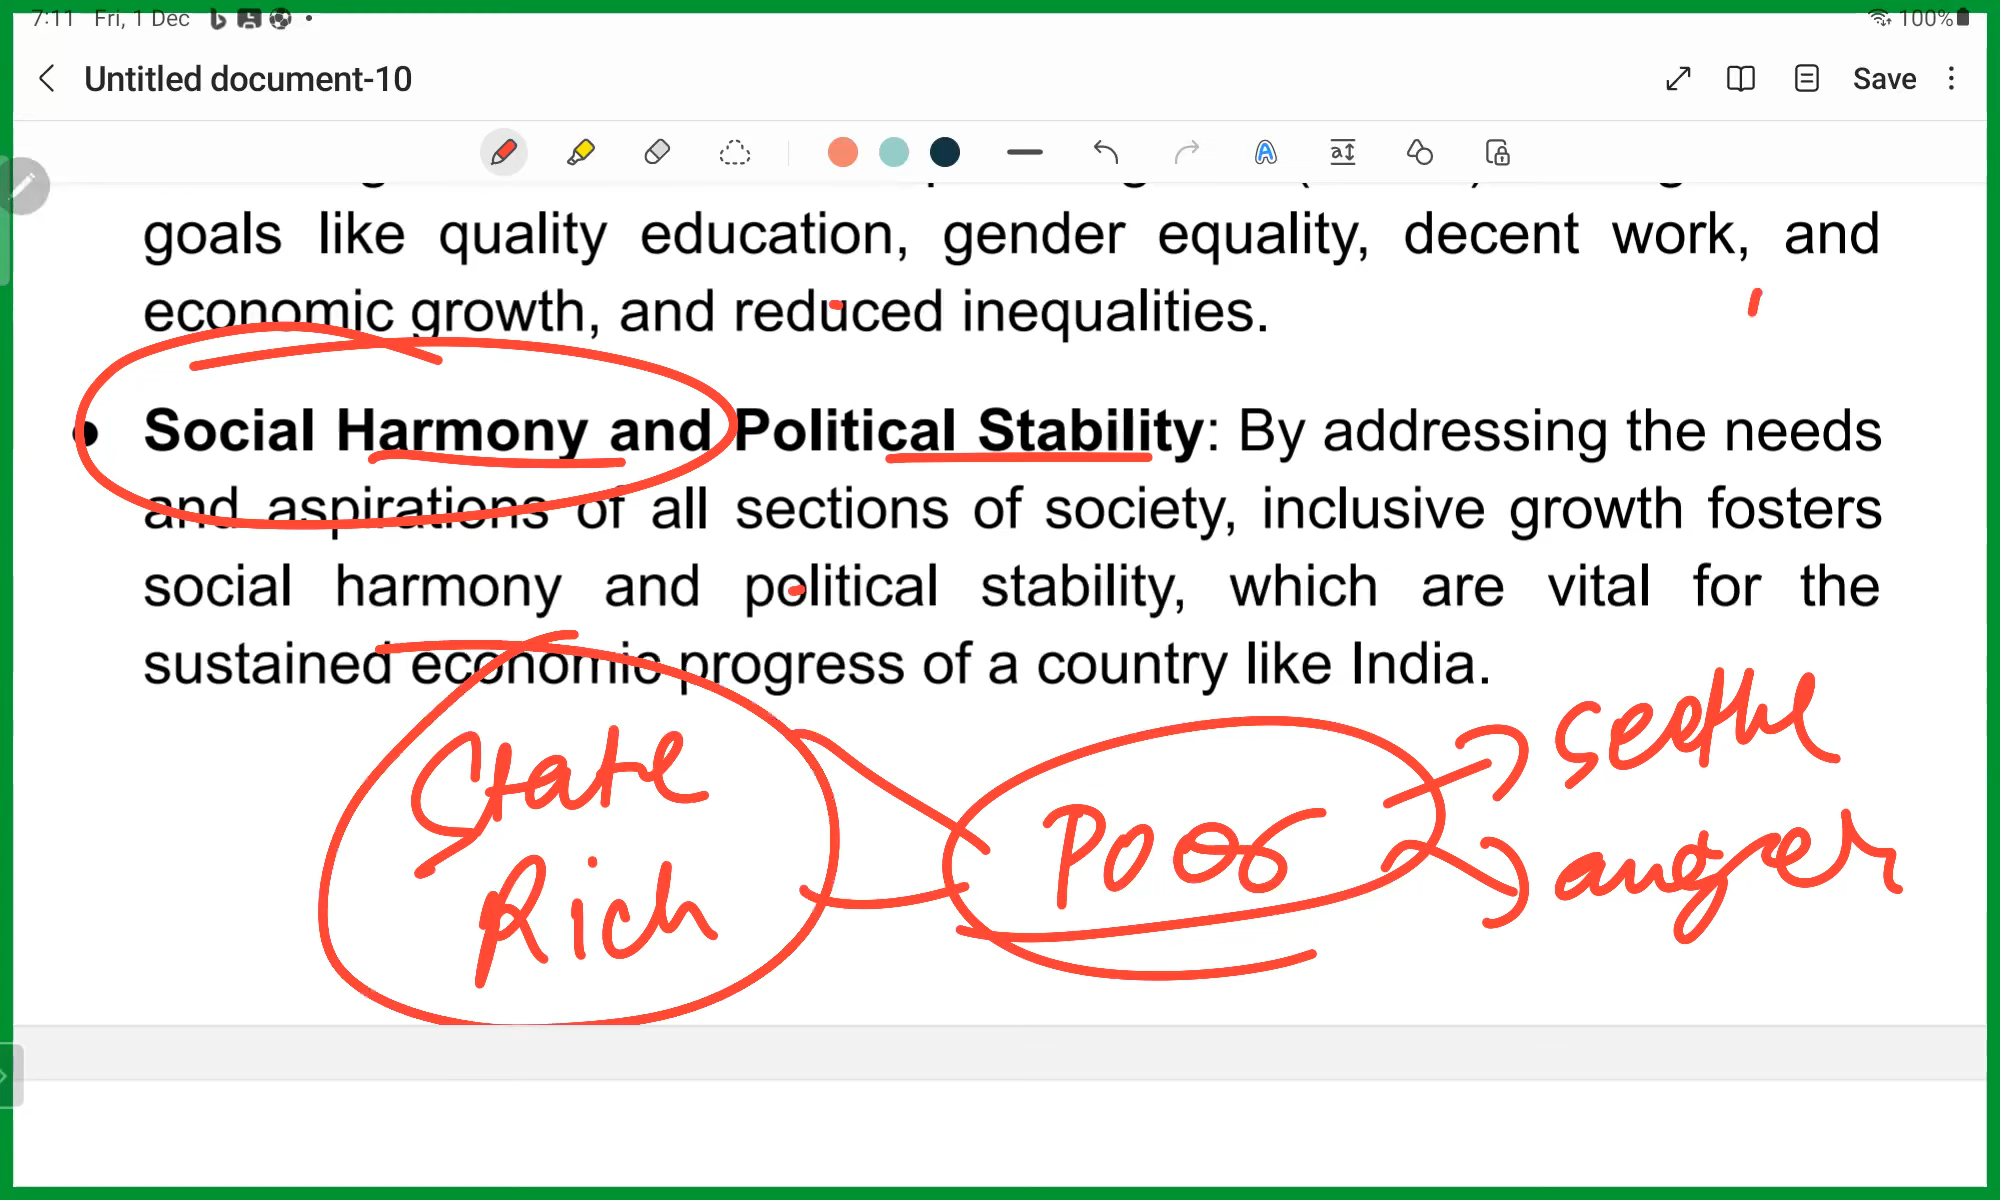 7:11 Fri, 1 Dec 100%
Untitled document-10 Save
goals like quality education, gender equality, decent work, and
economic growth, and reduced inequalities.
• Social Harmony and Political Stability: By addressing the needs
and aspirations of all sections of society, inclusive growth fosters
social harmony and political stability, which are vital for the
sustained economic progress of a country like India.
State
Rich
Poor
Seethe
anger